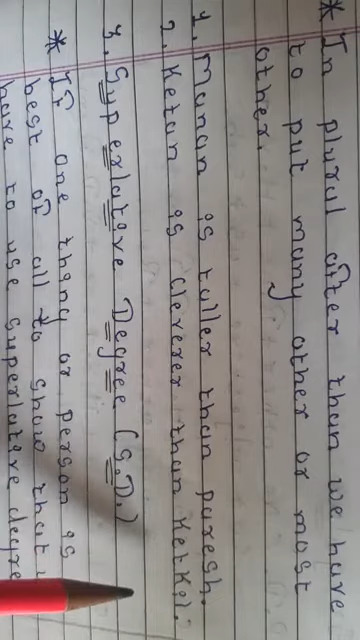 * In plural after than we have
to put many other or most
other.
1. Manan is taller than paresh.
2. Ketan is cleverer than Ketki.
3. Superlative Degree (S.D.)
* If one thing or person is
best of all to show that
have to use superlative degre